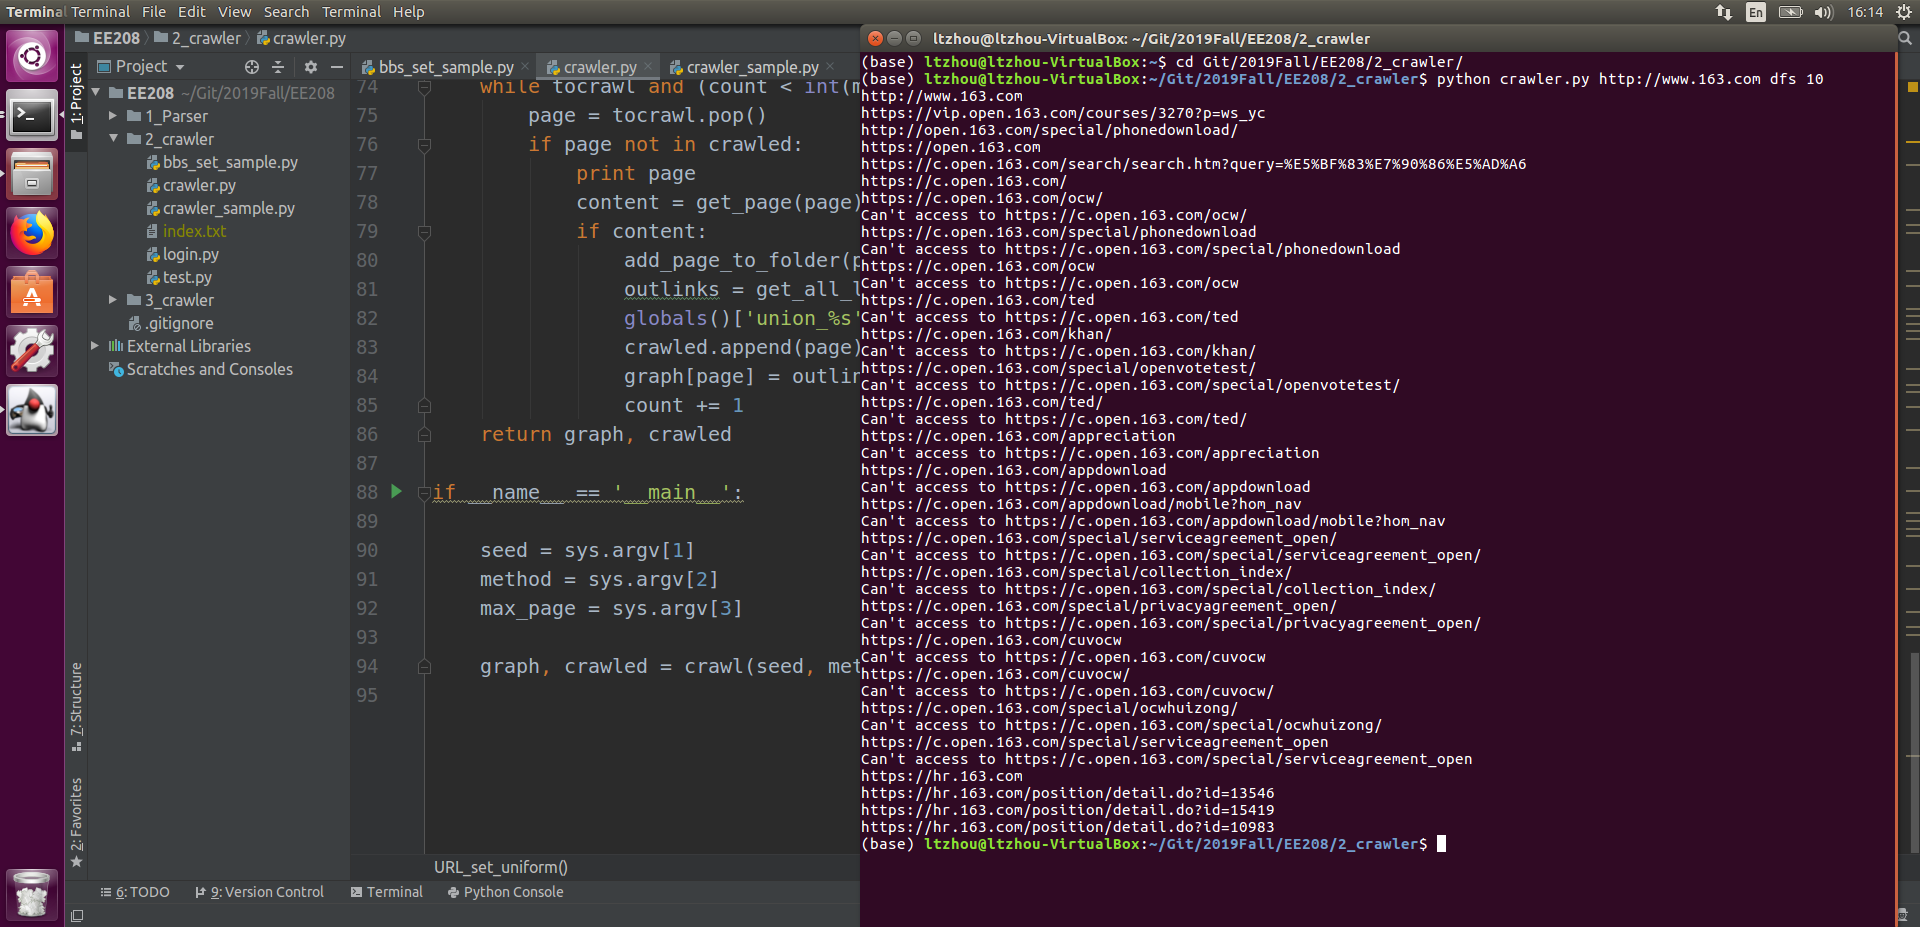 Terminal Terminal File Edit View Search Terminal Help
En 16:14
EE208 2_crawler crawler.py
Project
bbs_set_sample.py crawler.py crawler_sample.py
1: Project
7: Structure
2: Favorites
EE208 ~/Git/2019Fall/EE208
1_Parser
2_crawler
bbs_set_sample.py
crawler.py
crawler_sample.py
index.txt
login.py
test.py
3_crawler
.gitignore
External Libraries
Scratches and Consoles
74 while tocrawl and (count < int(m
75 page = tocrawl.pop()
76 if page not in crawled:
77 print page
78 content = get_page(page)
79 if content:
80 add_page_to_folder(p
81 outlinks = get_all_l
82 globals()['union_%s'
83 crawled.append(page)
84 graph[page] = outlin
85 count += 1
86 return graph, crawled
87
88 if __name__ == '__main__':
89
90 seed = sys.argv[1]
91 method = sys.argv[2]
92 max_page = sys.argv[3]
93
94 graph, crawled = crawl(seed, met
95
URL_set_uniform()
6: TODO 9: Version Control Terminal Python Console
ltzhou@ltzhou-VirtualBox: ~/Git/2019Fall/EE208/2_crawler
(base) ltzhou@ltzhou-VirtualBox:~$ cd Git/2019Fall/EE208/2_crawler/
(base) ltzhou@ltzhou-VirtualBox:~/Git/2019Fall/EE208/2_crawler$ python crawler.py http://www.163.com dfs 10
http://www.163.com
https://vip.open.163.com/courses/3270?p=ws_yc
http://open.163.com/special/phonedownload/
https://open.163.com
https://c.open.163.com/search/search.htm?query=%E5%BF%83%E7%90%86%E5%AD%A6
https://c.open.163.com/
https://c.open.163.com/ocw/
Can't access to https://c.open.163.com/ocw/
https://c.open.163.com/special/phonedownload
Can't access to https://c.open.163.com/special/phonedownload
https://c.open.163.com/ocw
Can't access to https://c.open.163.com/ocw
https://c.open.163.com/ted
Can't access to https://c.open.163.com/ted
https://c.open.163.com/khan/
Can't access to https://c.open.163.com/khan/
https://c.open.163.com/special/openvotetest/
Can't access to https://c.open.163.com/special/openvotetest/
https://c.open.163.com/ted/
Can't access to https://c.open.163.com/ted/
https://c.open.163.com/appreciation
Can't access to https://c.open.163.com/appreciation
https://c.open.163.com/appdownload
Can't access to https://c.open.163.com/appdownload
https://c.open.163.com/appdownload/mobile?hom_nav
Can't access to https://c.open.163.com/appdownload/mobile?hom_nav
https://c.open.163.com/special/serviceagreement_open/
Can't access to https://c.open.163.com/special/serviceagreement_open/
https://c.open.163.com/special/collection_index/
Can't access to https://c.open.163.com/special/collection_index/
https://c.open.163.com/special/privacyagreement_open/
Can't access to https://c.open.163.com/special/privacyagreement_open/
https://c.open.163.com/cuvocw
Can't access to https://c.open.163.com/cuvocw
https://c.open.163.com/cuvocw/
Can't access to https://c.open.163.com/cuvocw/
https://c.open.163.com/special/ocwhuizong/
Can't access to https://c.open.163.com/special/ocwhuizong/
https://c.open.163.com/special/serviceagreement_open
Can't access to https://c.open.163.com/special/serviceagreement_open
https://hr.163.com
https://hr.163.com/position/detail.do?id=13546
https://hr.163.com/position/detail.do?id=15419
https://hr.163.com/position/detail.do?id=10983
(base) ltzhou@ltzhou-VirtualBox:~/Git/2019Fall/EE208/2_crawler$